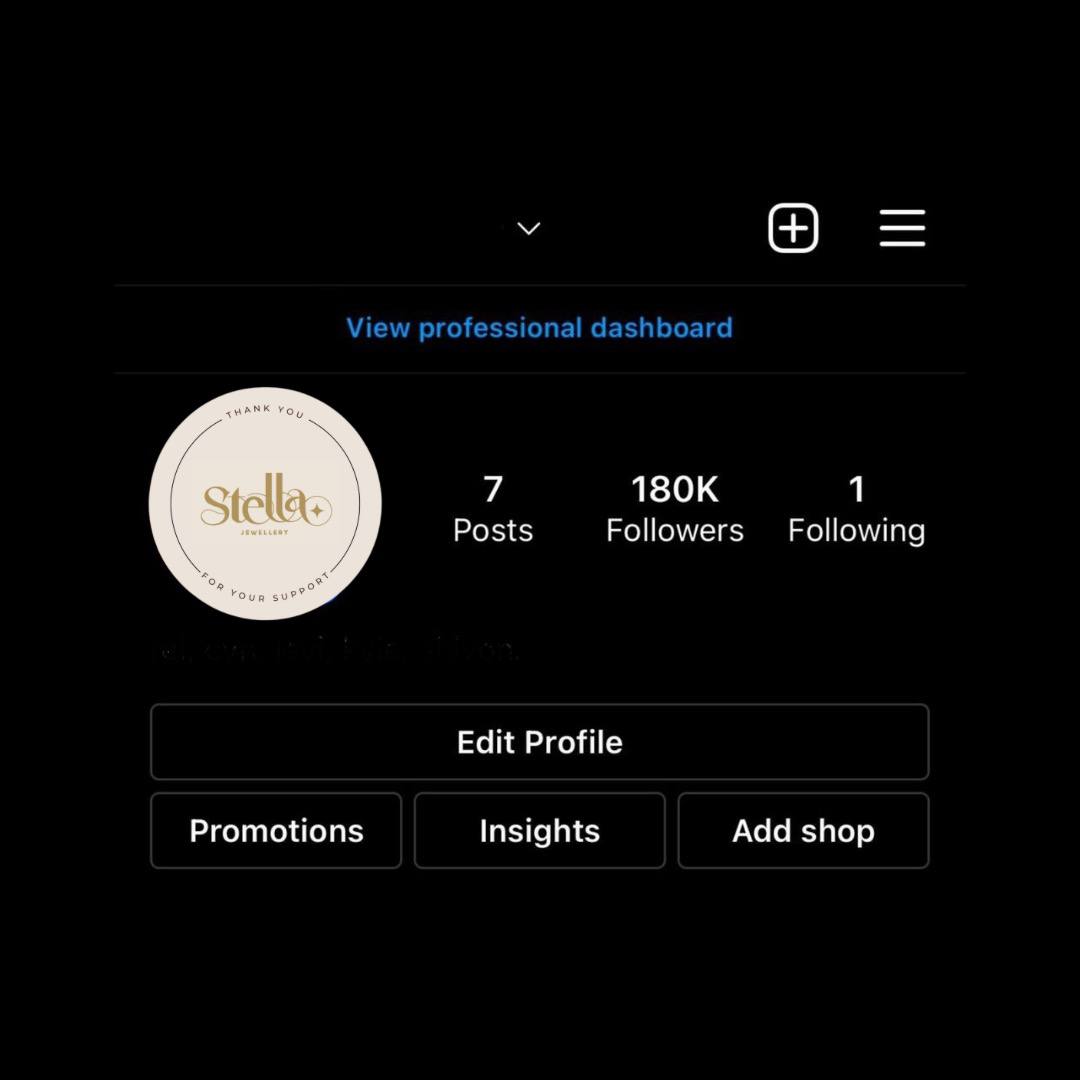 View professional dashboard
THANK YOU
Stella
JEWELLERY
FOR YOUR SUPPORT
7 180K 1
Posts Followers Following
Edit Profile
Promotions Insights Add shop